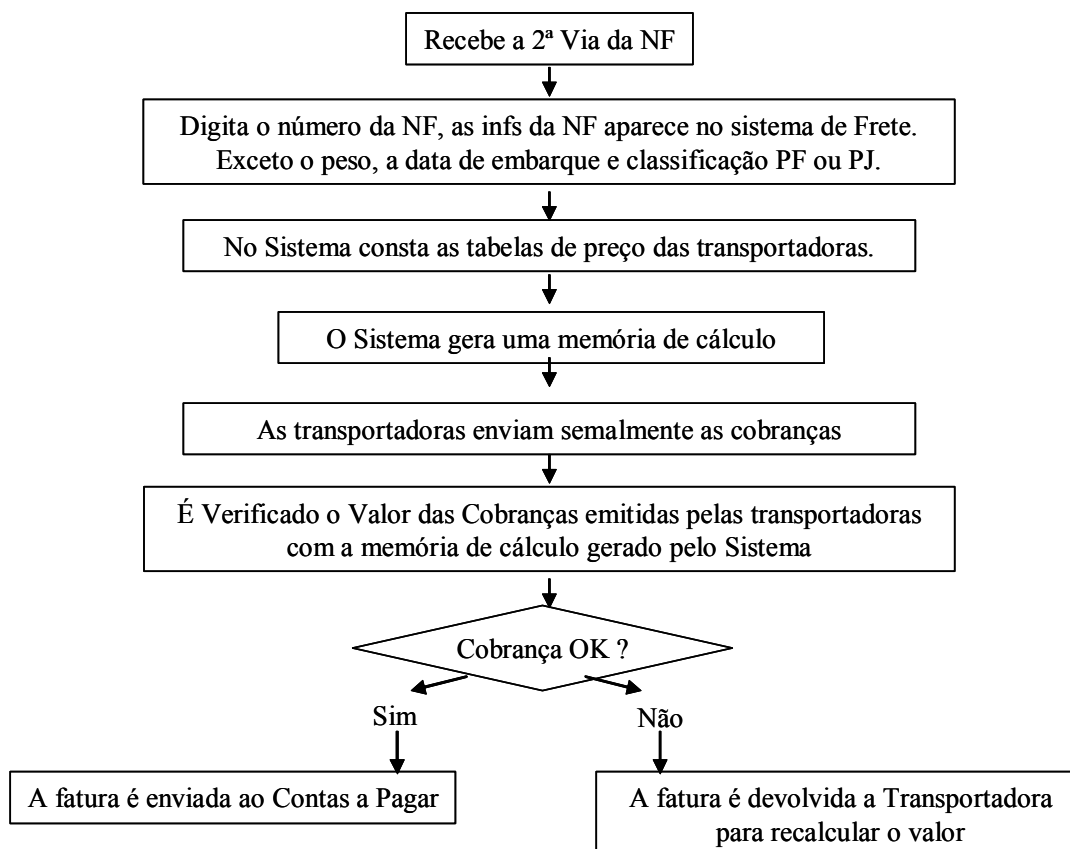 Recebe a 2ª Via da NF
Digita o número da NF, as infs da NF aparece no sistema de Frete.
Exceto o peso, a data de embarque e classificação PF ou PJ.
No Sistema consta as tabelas de preço das transportadoras.
O Sistema gera uma memória de cálculo
As transportadoras enviam semalmente as cobranças
É Verificado o Valor das Cobranças emitidas pelas transportadoras
com a memória de cálculo gerado pelo Sistema
Cobrança OK ?
Sim
Não
A fatura é enviada ao Contas a Pagar
A fatura é devolvida a Transportadora
para recalcular o valor